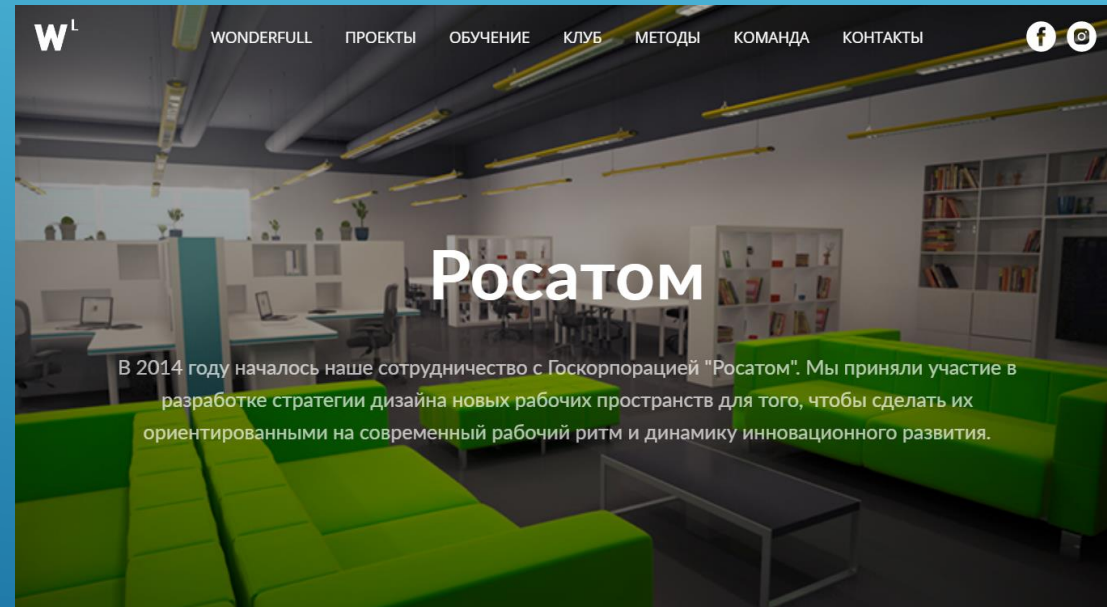 W L
WONDERFULL ПРОЕКТЫ ОБУЧЕНИЕ КЛУБ МЕТОДЫ КОМАНДА КОНТАКТЫ
Росатом
В 2014 году началось наше сотрудничество с Госкорпорацией "Росатом". Мы приняли участие в
разработке стратегии дизайна новых рабочих пространств для того, чтобы сделать их
ориентированными на современный рабочий ритм и динамику инновационного развития.